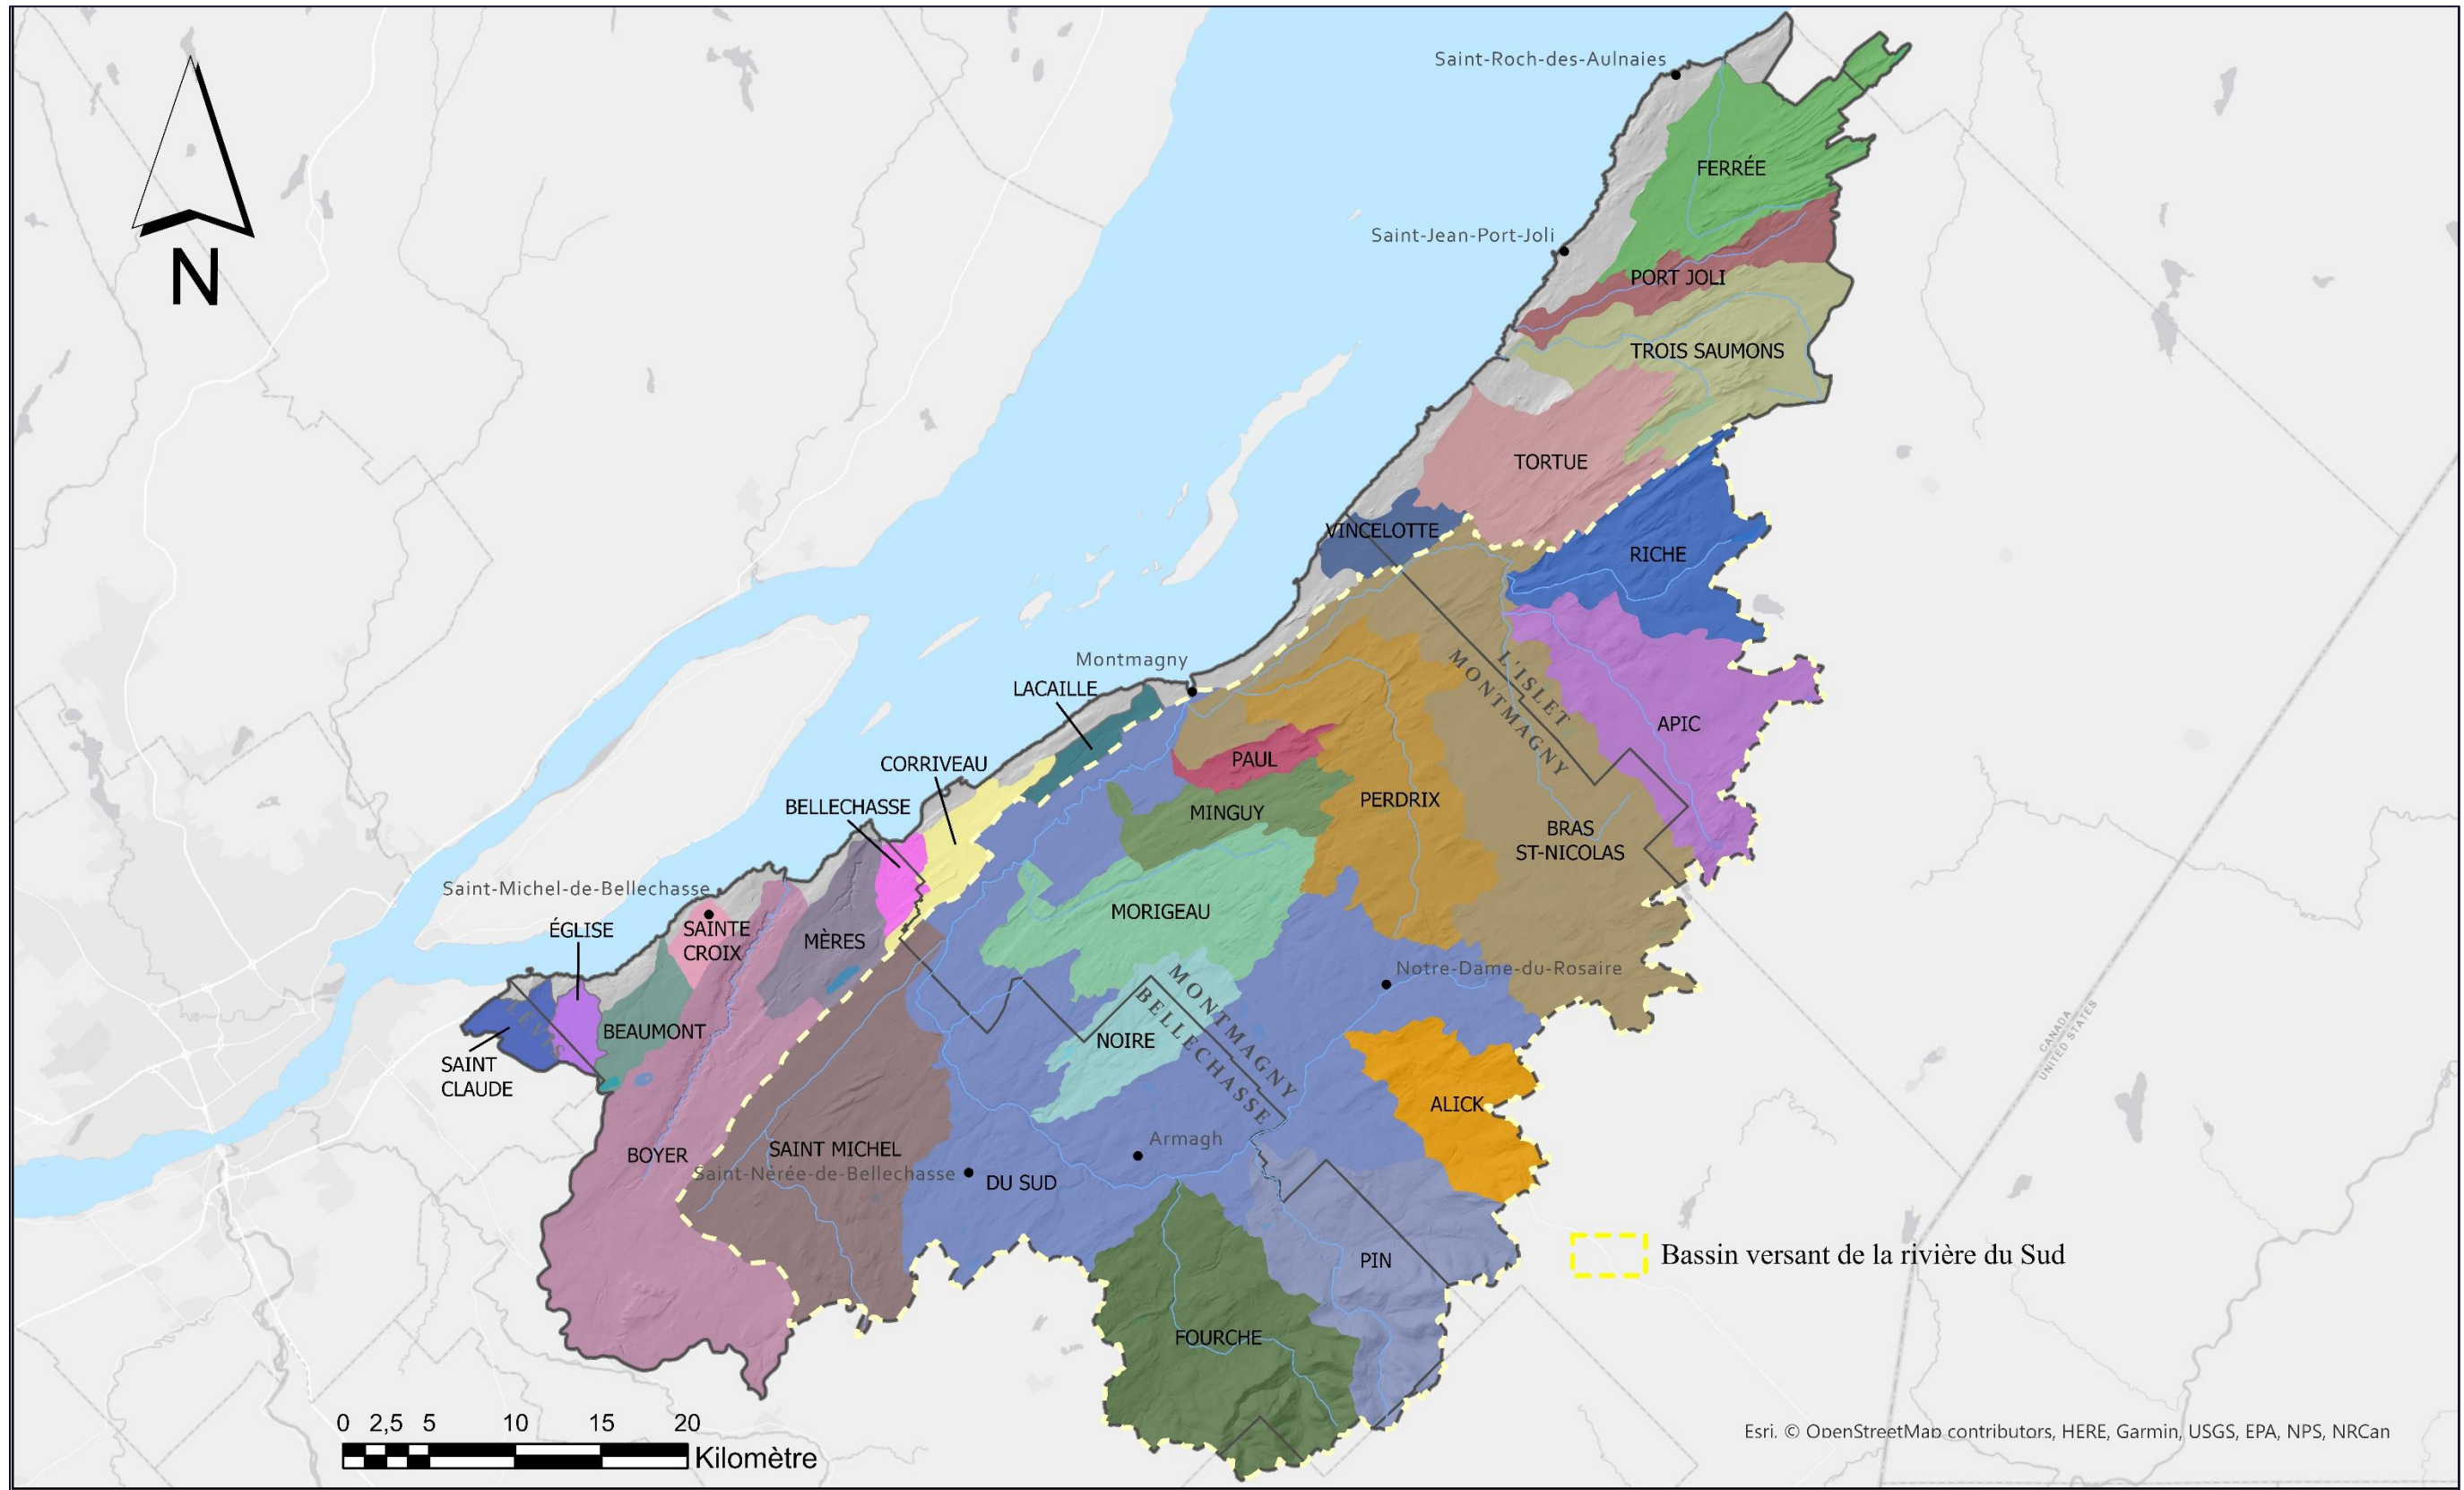 Saint-Roch-des-Aulnaies
FERRÉE
Saint-Jean-Port-Joli
PORT JOLI
TROIS SAUMONS
TORTUE
VINCELOTTE
RICHE
N
L'ISLET
MONTMAGNY
Montmagny
LACAILLE
APIC
CORRIVEAU
PAUL
BELLECHASSE
PERDRIX
MINGUY
BRAS
ST-NICOLAS
Saint-Michel-de-Bellechasse
MORIGEAU
ÉGLISE
SAINTE
CROIX
MÈRES
Notre-Dame-du-Rosaire
MONTMAGNY
BELLECHASSE
LÉVIS
BEAUMONT
NOIRE
CANADA
UNITED STATES
SAINT
CLAUDE
ALICK
BOYER
SAINT MICHEL
Armagh
Saint-Nérée-de-Bellechasse
DU SUD
PIN
Bassin versant de la rivière du Sud
FOURCHE
0 2,5 5 10 15 20
Kilomètre
Esri. © OpenStreetMap contributors, HERE, Garmin, USGS, EPA, NPS, NRCan